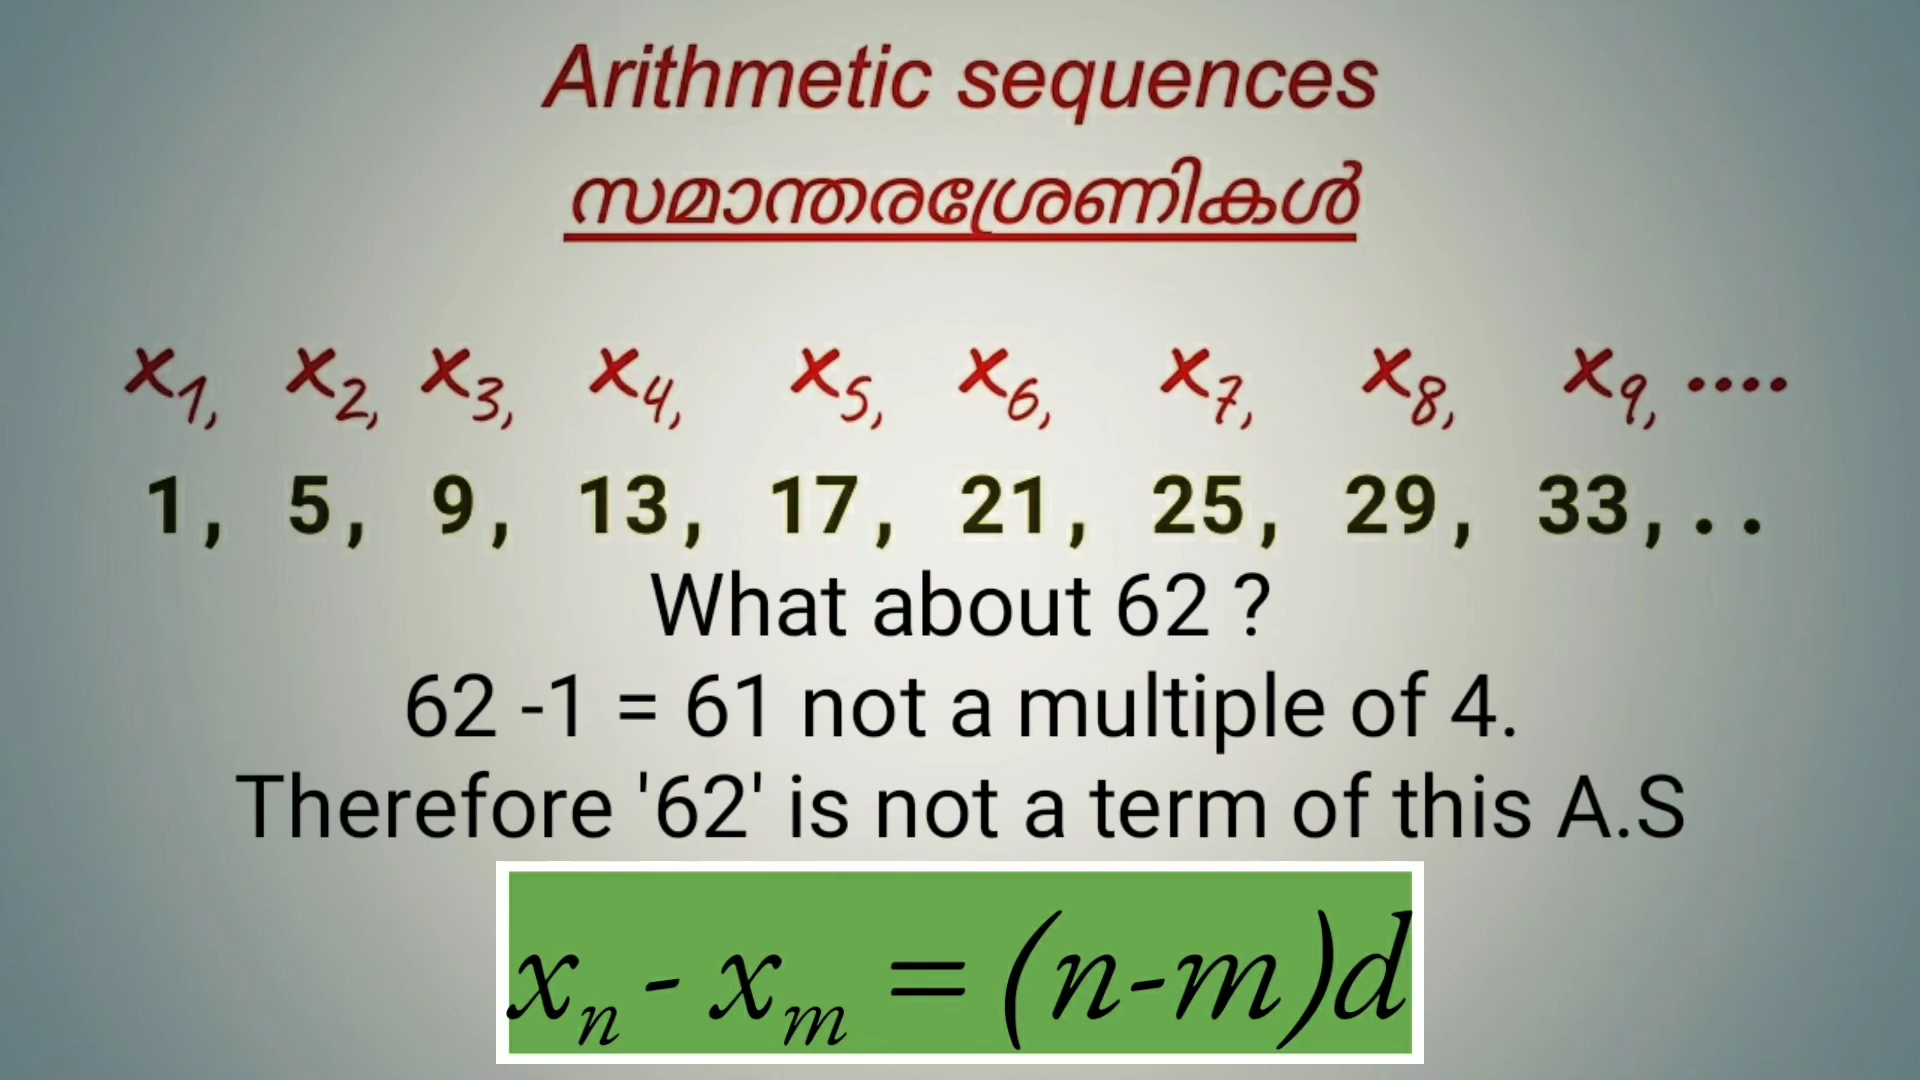 Arithmetic sequences
സമാന്തരശ്രേണികൾ
x₁, x₂, x₃, x₄, x₅, x₆, x₇, x₈, x₉, ....
1, 5, 9, 13, 17, 21, 25, 29, 33, . .
What about 62 ?
62 -1 = 61 not a multiple of 4.
Therefore '62' is not a term of this A.S
xₙ - xₘ = (n-m)d